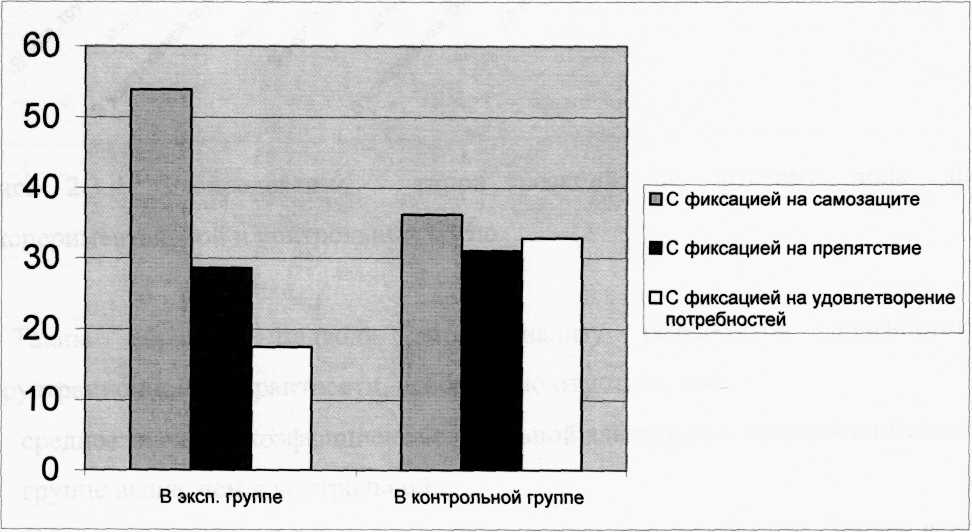 60
50
40
30
20
10
0
В эксп. группе
В контрольной группе
С фиксацией на самозащите
С фиксацией на препятствие
С фиксацией на удовлетворение
потребностей